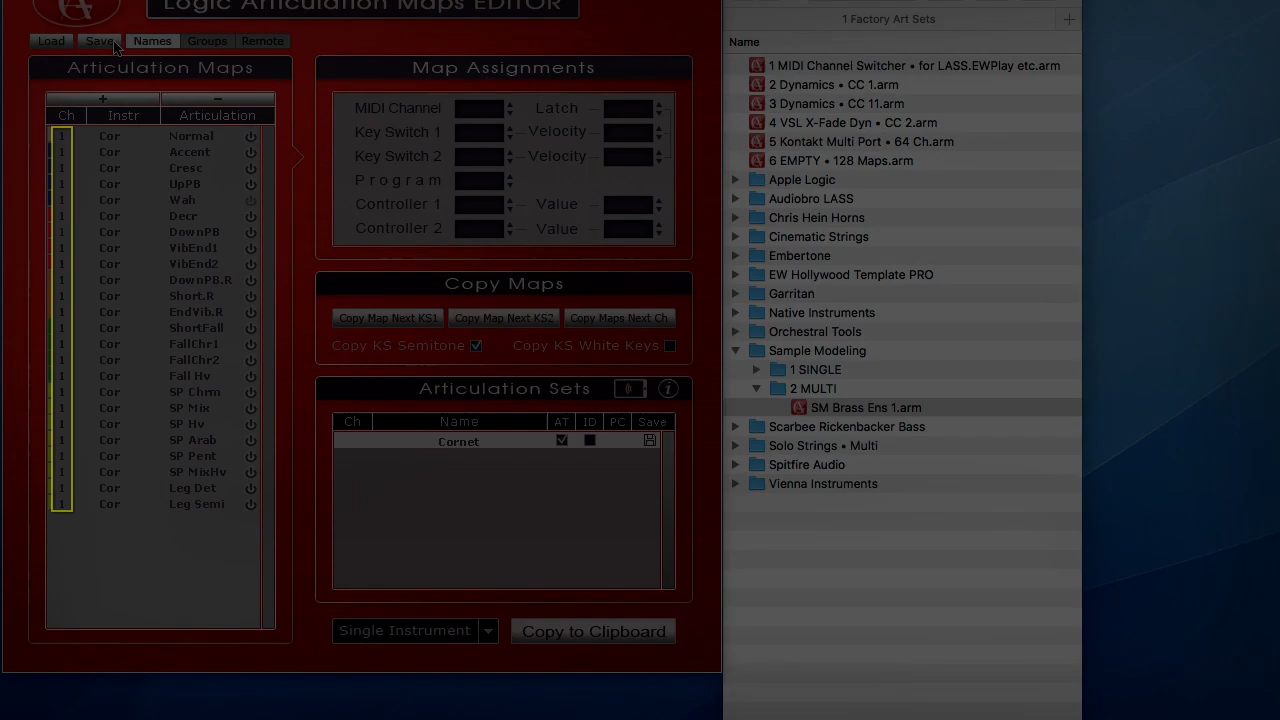 Logic Articulation Maps EDITOR
Load Save Names Groups Remote
Articulation Maps
+ −
Ch Instr Articulation
1 Cor Normal
1 Cor Accent
1 Cor Cresc
1 Cor UpPB
1 Cor Wah
1 Cor Decr
1 Cor DownPB
1 Cor VibEnd1
1 Cor VibEnd2
1 Cor DownPB.R
1 Cor Short.R
1 Cor EndVib.R
1 Cor ShortFall
1 Cor FallChr1
1 Cor FallChr2
1 Cor Fall Hv
1 Cor SP Chrm
1 Cor SP Mix
1 Cor SP Hv
1 Cor SP Arab
1 Cor SP Pent
1 Cor SP MixHv
1 Cor Leg Det
1 Cor Leg Semi
Map Assignments
MIDI Channel Latch
Key Switch 1 Velocity
Key Switch 2 Velocity
Program
Controller 1 Value
Controller 2 Value
Copy Maps
Copy Map Next KS1 Copy Map Next KS2 Copy Maps Next Ch
Copy KS Semitone Copy KS White Keys
Articulation Sets 0 i
Ch Name AT ID PC Save
Cornet
Single Instrument Copy to Clipboard
1 Factory Art Sets +
Name
1 MIDI Channel Switcher • for LASS.EWPlay etc.arm
2 Dynamics • CC 1.arm
3 Dynamics • CC 11.arm
4 VSL X-Fade Dyn • CC 2.arm
5 Kontakt Multi Port • 64 Ch.arm
6 EMPTY • 128 Maps.arm
Apple Logic
Audiobro LASS
Chris Hein Horns
Cinematic Strings
Embertone
EW Hollywood Template PRO
Garritan
Native Instruments
Orchestral Tools
Sample Modeling
1 SINGLE
2 MULTI
SM Brass Ens 1.arm
Scarbee Rickenbacker Bass
Solo Strings • Multi
Spitfire Audio
Vienna Instruments